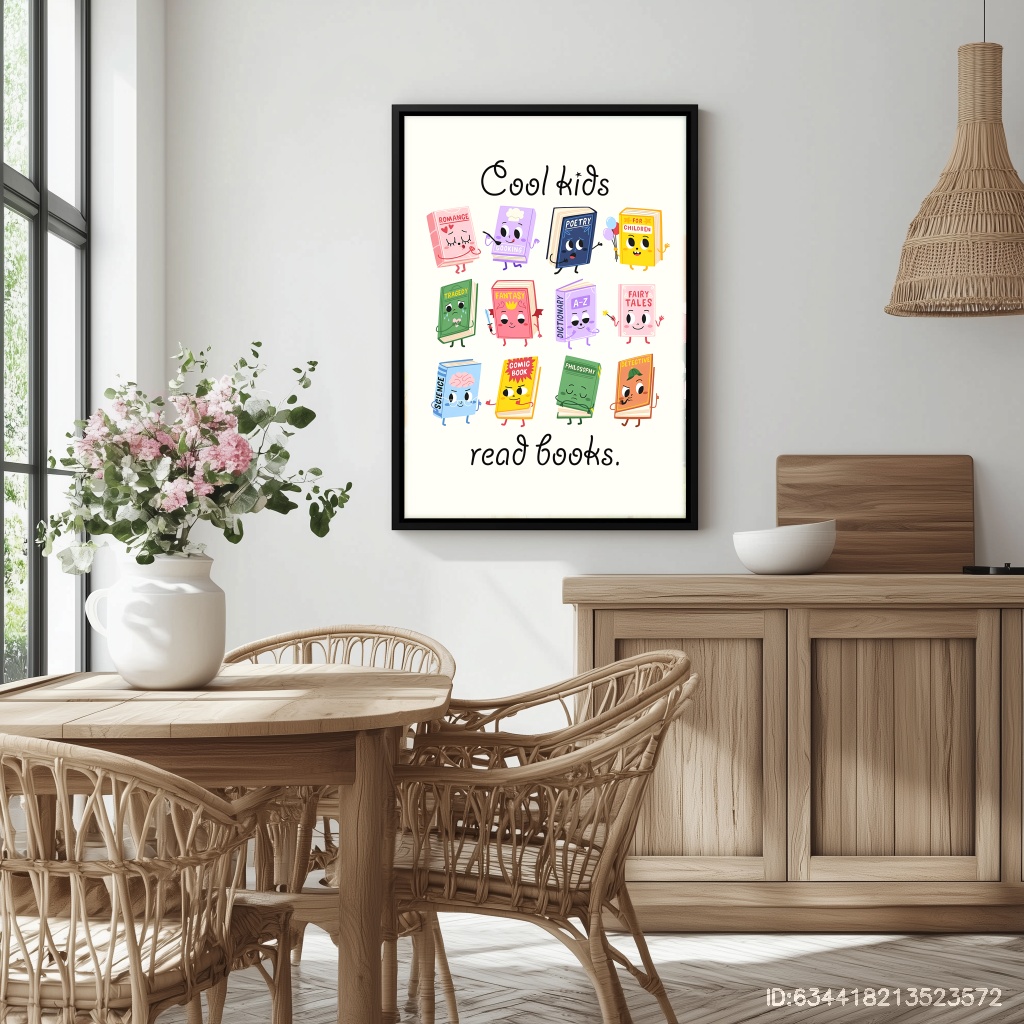 Cool kids
ROMANCE
COOKING
POETRY
FOR
CHILDREN
TRAGEDY
FANTASY
DICTIONARY
A-Z
FAIRY
TALES
SCIENCE
COMIC
BOOK
PHILOSOPHY
DETECTIVE
read books.
ID:634418213523572